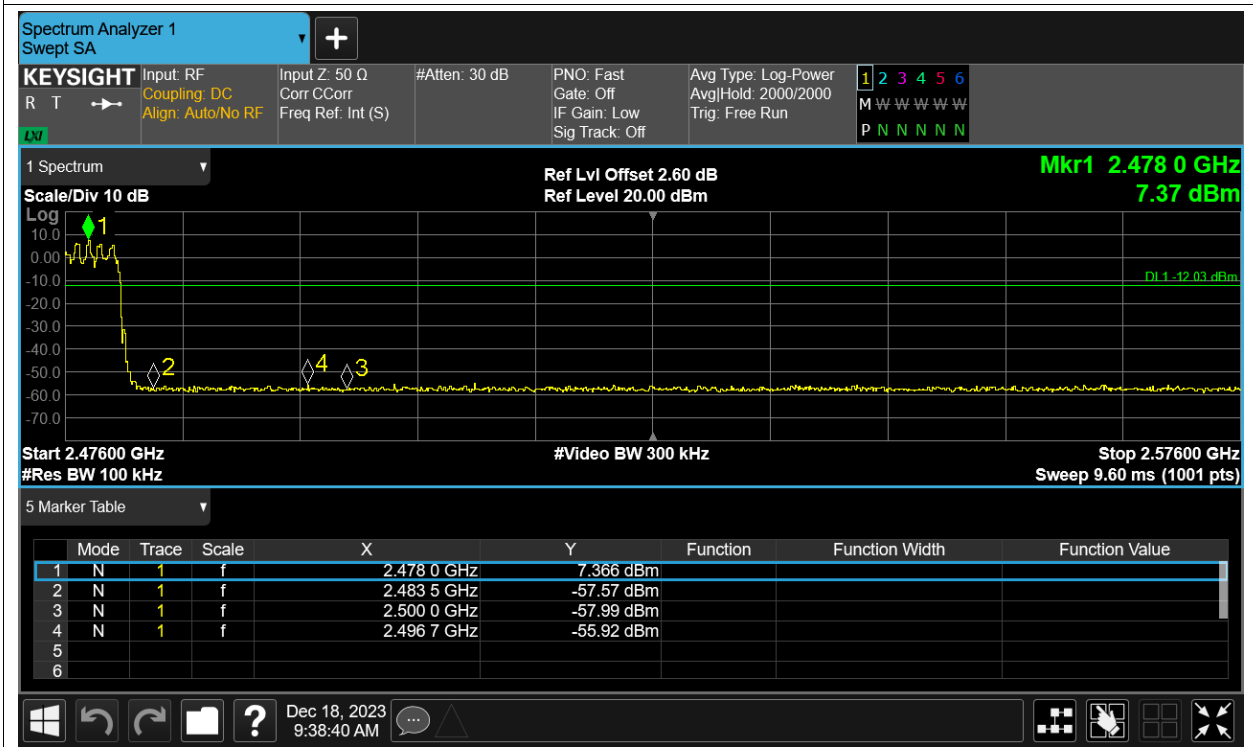 Spectrum Analyzer 1
Swept SA
+
KEYSIGHT Input: RF Input Z: 50 Ω #Atten: 30 dB PNO: Fast Avg Type: Log-Power 1 2 3 4 5 6
R T Coupling: DC Corr CCorr Gate: Off Avg|Hold: 2000/2000 M W W W W W
Align: Auto/No RF Freq Ref: Int (S) IF Gain: Low Trig: Free Run
LXI Sig Track: Off P N N N N N
1 Spectrum
Scale/Div 10 dB
Ref Lvl Offset 2.60 dB
Ref Level 20.00 dBm
Mkr1 2.478 0 GHz
7.37 dBm
Log
10.0
0.00
-10.0
-20.0
-30.0
-40.0
-50.0
-60.0
-70.0
1
DL1 -12.03 dBm
2
4
3
Start 2.47600 GHz #Video BW 300 kHz Stop 2.57600 GHz
#Res BW 100 kHz Sweep 9.60 ms (1001 pts)
5 Marker Table
Mode Trace Scale X Y Function Function Width Function Value
1 N 1 f 2.478 0 GHz 7.366 dBm
2 N 1 f 2.483 5 GHz -57.57 dBm
3 N 1 f 2.500 0 GHz -57.99 dBm
4 N 1 f 2.496 7 GHz -55.92 dBm
5
6
? Dec 18, 2023
9:38:40 AM